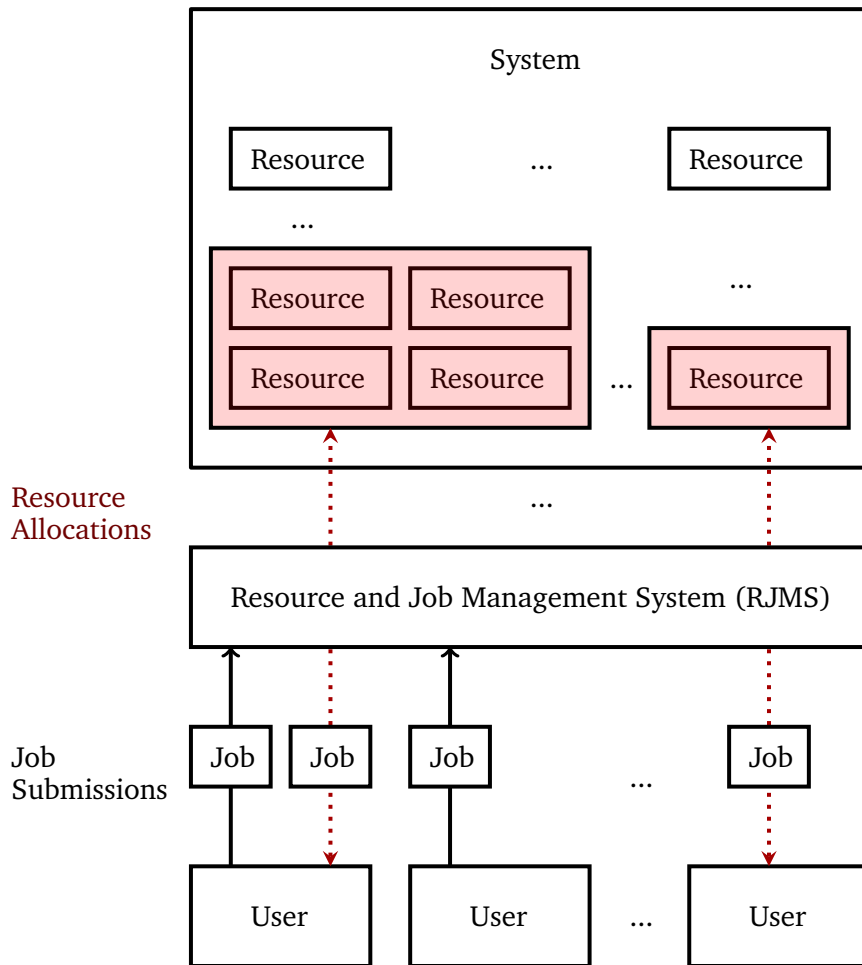 System
Resource ... Resource
...
Resource Resource ...
Resource Resource ... Resource
Resource
Allocations
...
Resource and Job Management System (RJMS)
Job
Submissions
Job Job Job ... Job
User User ... User